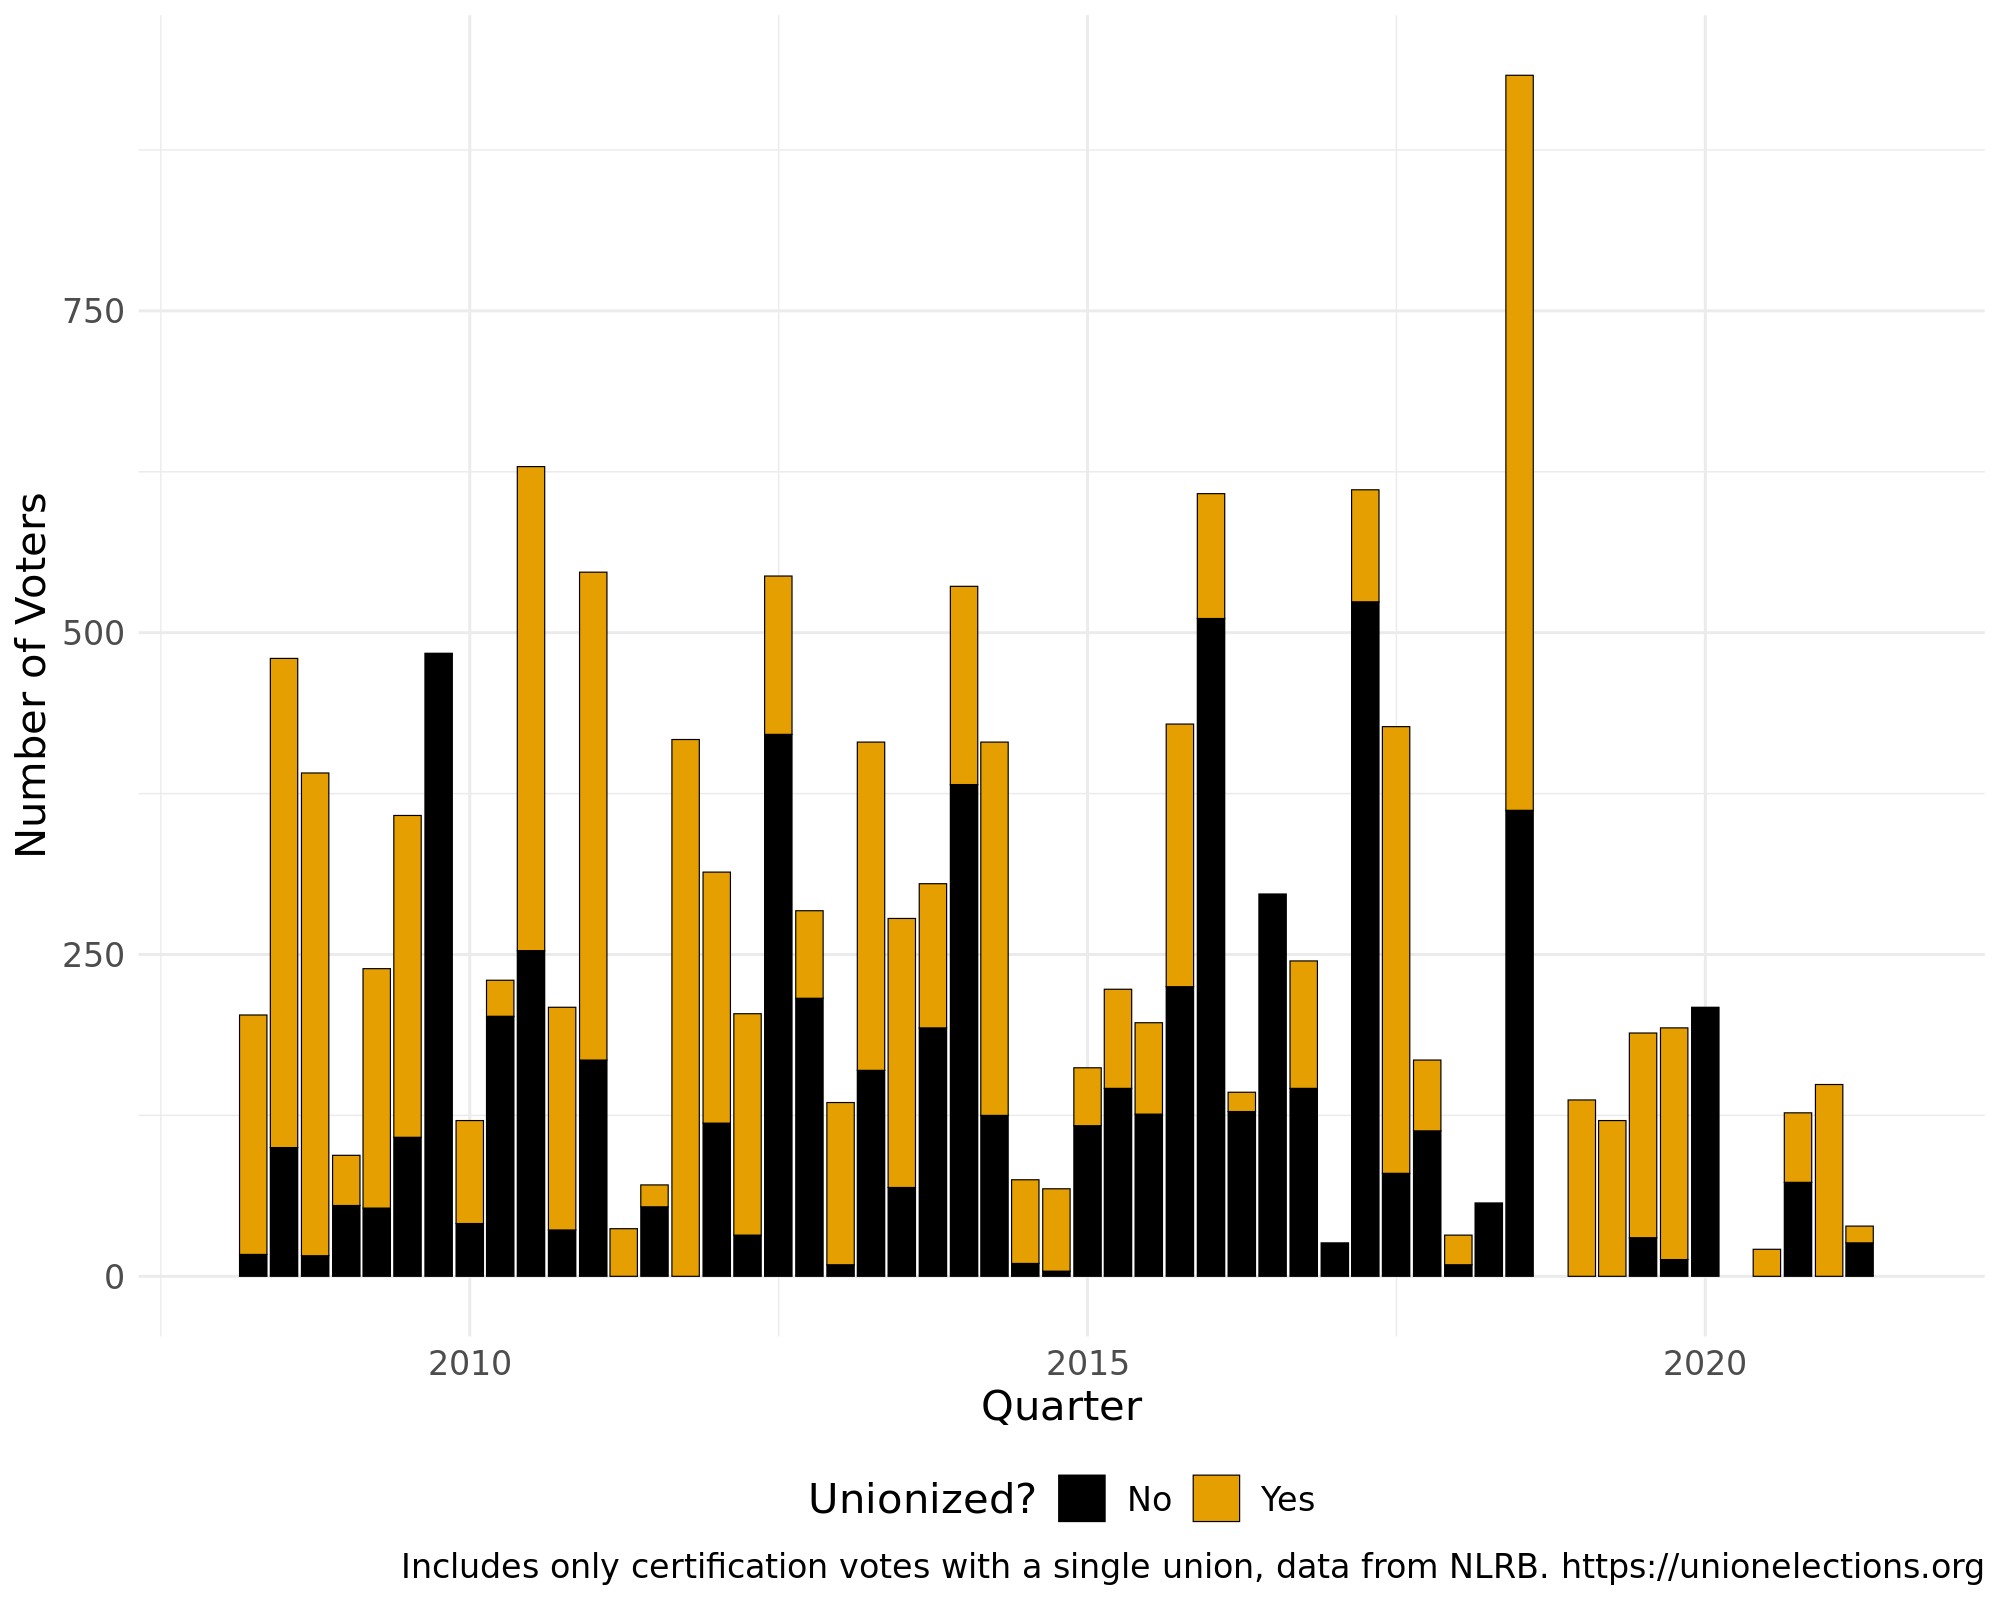 Number of Voters
750
500
250
0
2010 2015 2020
Quarter
Unionized? No Yes
Includes only certification votes with a single union, data from NLRB. https://unionelections.org